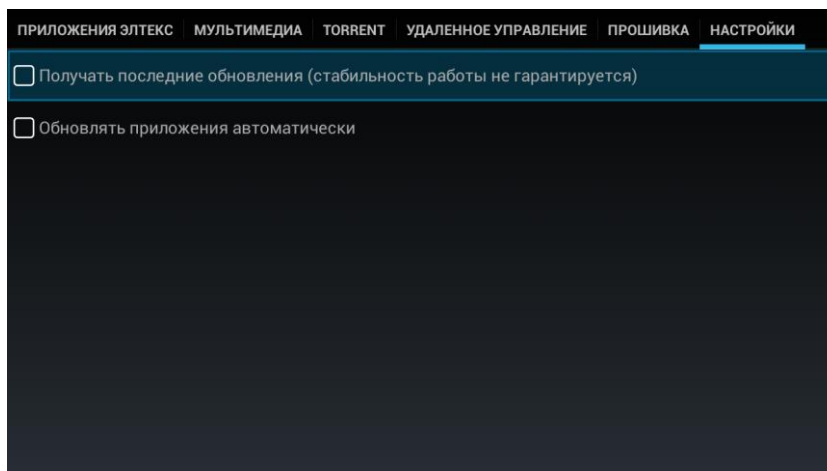 ПРИЛОЖЕНИЯ ЭЛТЕКС МУЛЬТИМЕДИА TORRENT УДАЛЕННОЕ УПРАВЛЕНИЕ ПРОШИВКА НАСТРОЙКИ
Получать последние обновления (стабильность работы не гарантируется)
Обновлять приложения автоматически